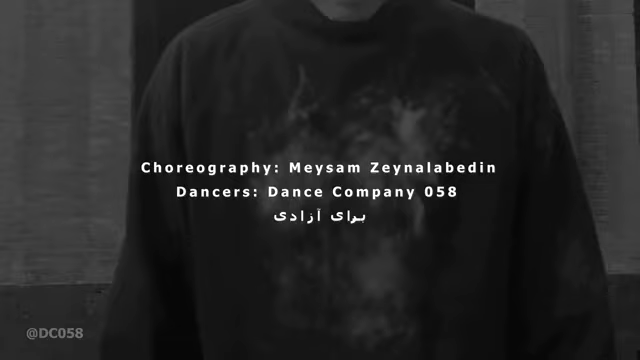 Choreography: Meysam Zeynalabedin
Dancers: Dance Company 058
برای آزادی
@DC058